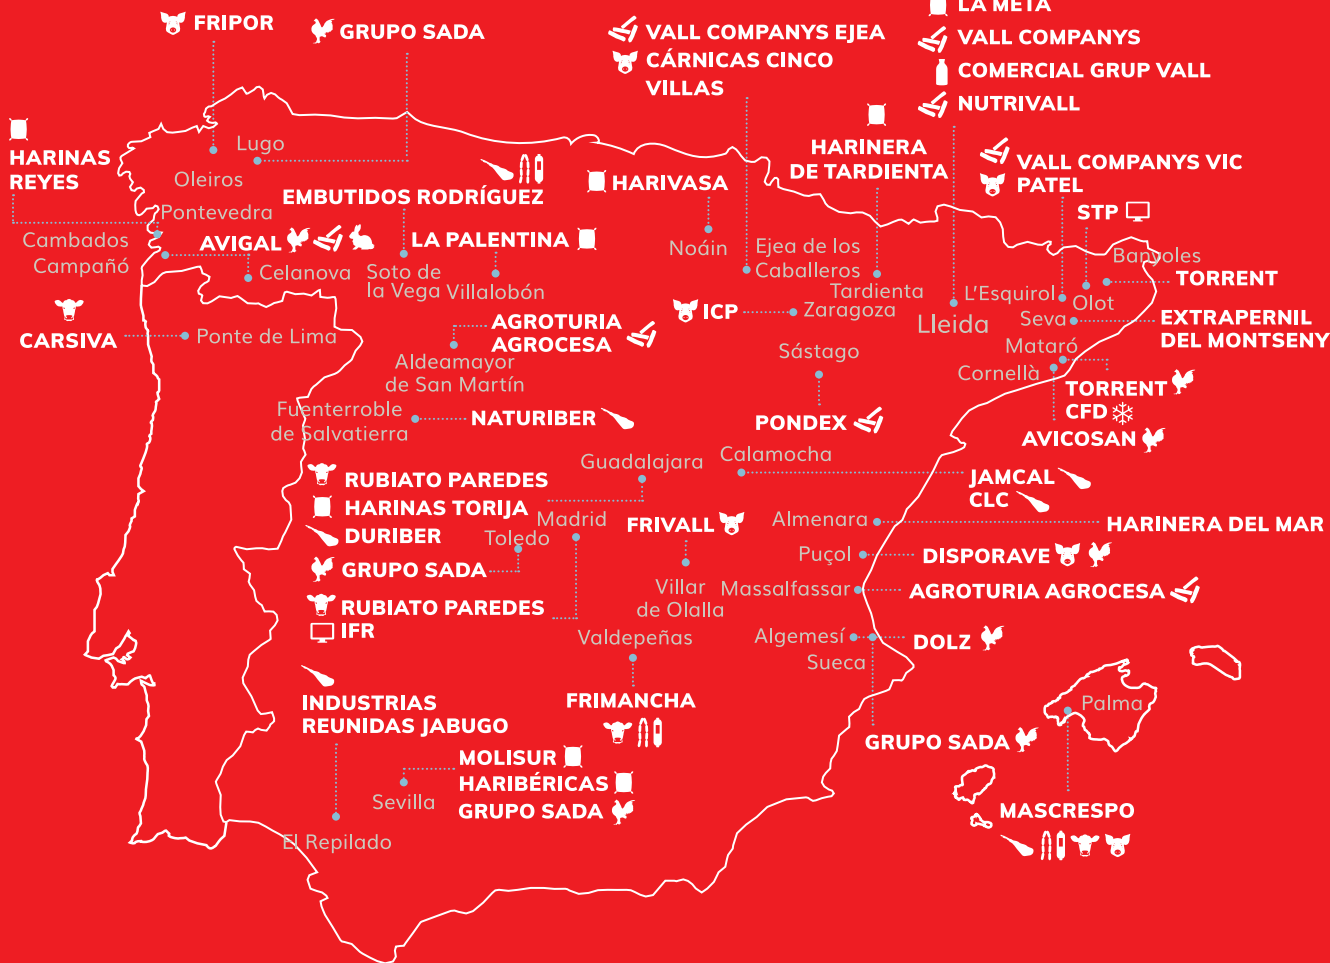 LA META
FRIPOR
GRUPO SADA
VALL COMPANYS EJEA
CÁRNICAS CINCO
VILLAS
VALL COMPANYS
COMERCIAL GRUP VALL
NUTRIVALL
HARINAS
REYES
Lugo
Oleiros
HARINERA
DE TARDIENTA
VALL COMPANYS VIC
PATEL
EMBUTIDOS RODRÍGUEZ
HARIVASA
STP
Pontevedra
Cambados
Campañó
AVIGAL
Celanova
LA PALENTINA
Soto de
la Vega
Villalobón
Noáin
Ejea de los
Caballeros
Tardienta
L'Esquirol
Olot
Banyoles
TORRENT
CARSIVA
Ponte de Lima
AGROTURIA
AGROCESA
Aldeamayor
de San Martín
ICP
Zaragoza
Lleida
Seva
EXTRAPERNIL
DEL MONTSENY
Sástago
Mataró
Cornellà
TORRENT
CFD
AVICOSAN
Fuenterroble
de Salvatierra
NATURIBER
PONDEX
Calamocha
JAMCAL
CLC
Guadalajara
RUBIATO PAREDES
HARINAS TORIJA
DURIBER
Madrid
Toledo
GRUPO SADA
RUBIATO PAREDES
IFR
FRIVALL
Villar
de Olalla
Almenara
HARINERA DEL MAR
Puçol
DISPORAVE
Massalfassar
AGROTURIA AGROCESA
Valdepeñas
Algemesí
Sueca
DOLZ
INDUSTRIAS
REUNIDAS JABUGO
FRIMANCHA
Palma
GRUPO SADA
MOLISUR
HARIBÉRICAS
GRUPO SADA
Sevilla
El Repilado
MASCRESPO